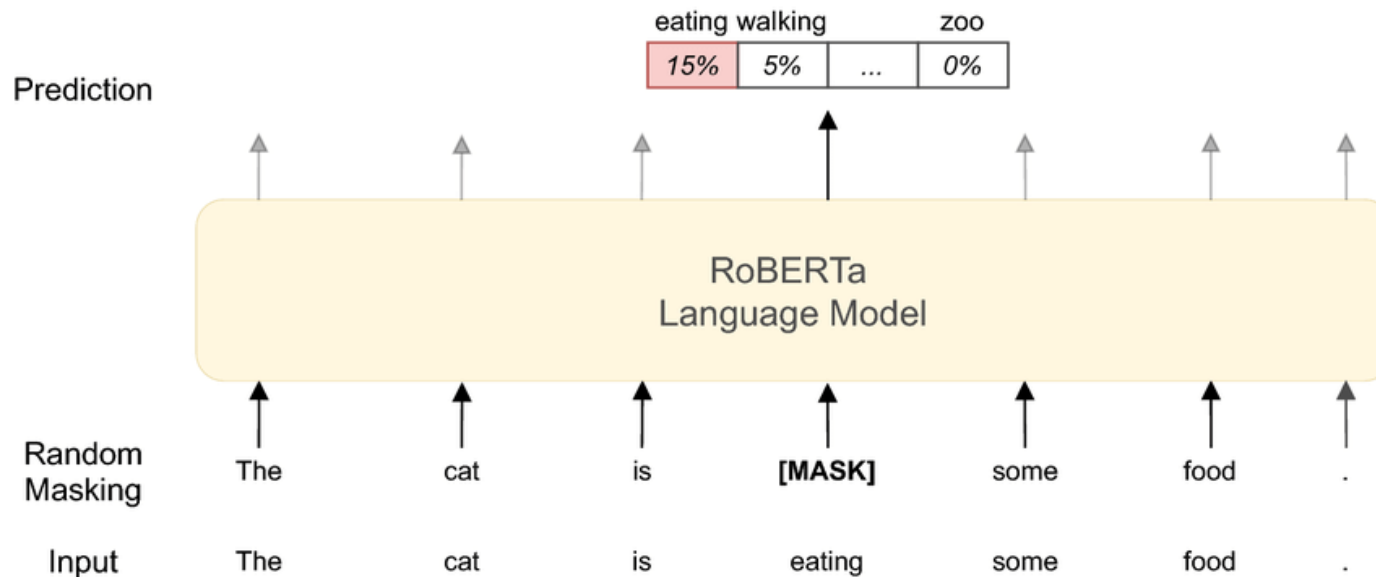 eating walking zoo
15% 5% ... 0%
Prediction
RoBERTa
Language Model
Random
Masking
The cat is [MASK] some food .
Input The cat is eating some food .